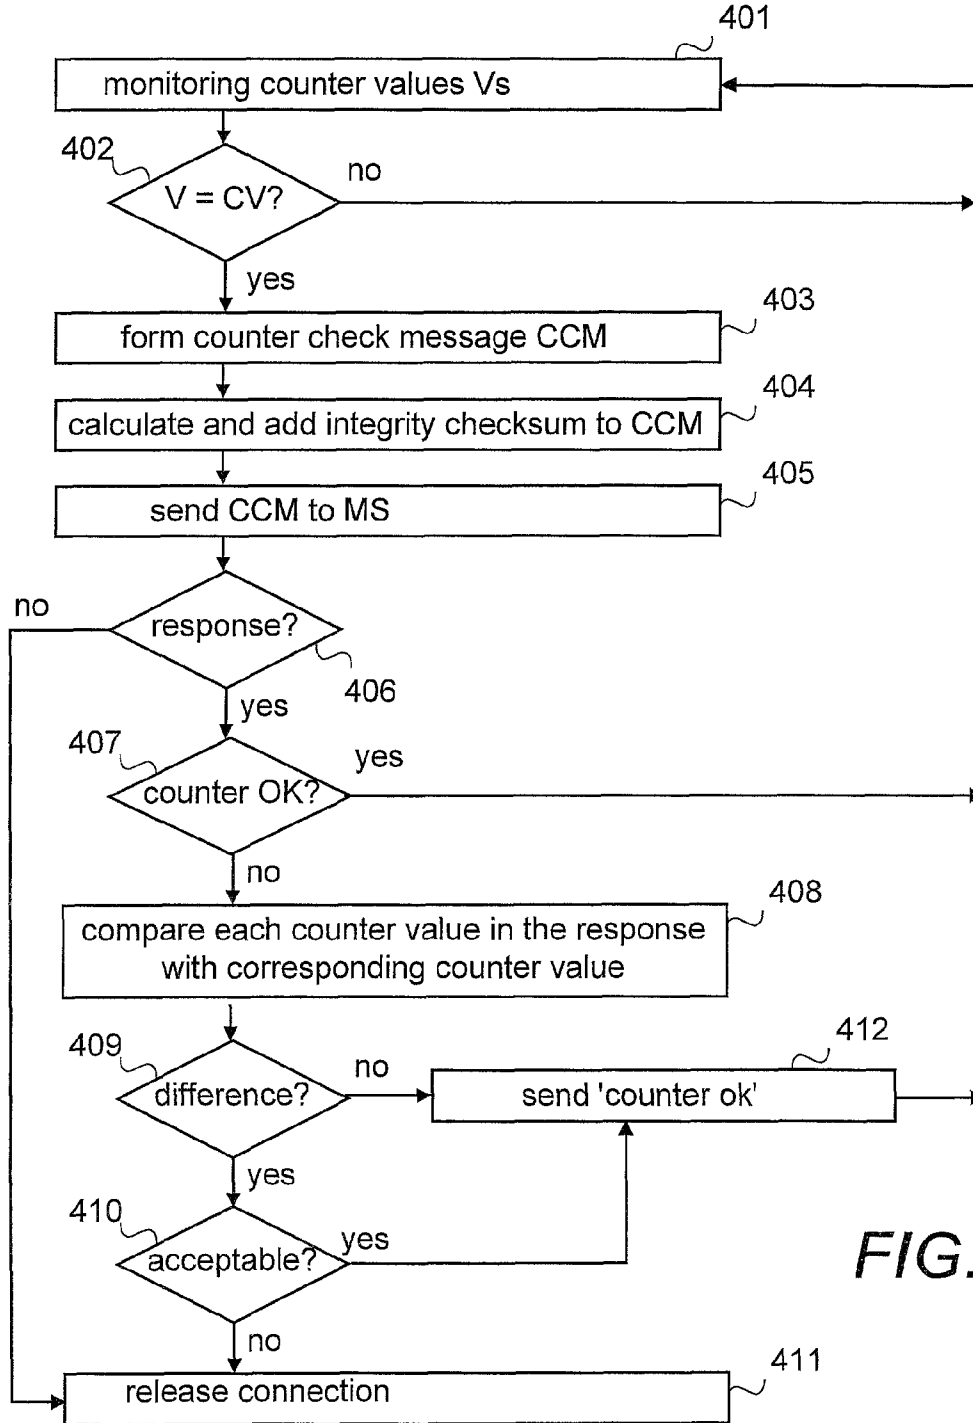 401
monitoring counter values Vs
402
no
V = CV?
yes
403
form counter check message CCM
404
calculate and add integrity checksum to CCM
405
send CCM to MS
no
response?
406
yes
407
yes
counter OK?
no
408
compare each counter value in the response
with corresponding counter value
412
409
no
difference?
send 'counter ok'
yes
410
yes
acceptable?
FIG.
no
411
release connection